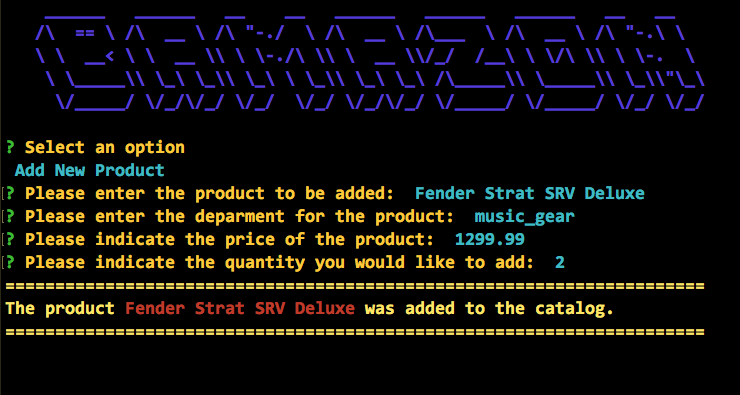 BAMAZON
? Select an option
Add New Product
? Please enter the product to be added: Fender Strat SRV Deluxe
? Please enter the deparment for the product: music_gear
? Please indicate the price of the product: 1299.99
? Please indicate the quantity you would like to add: 2
======================================================================
The product Fender Strat SRV Deluxe was added to the catalog.
======================================================================